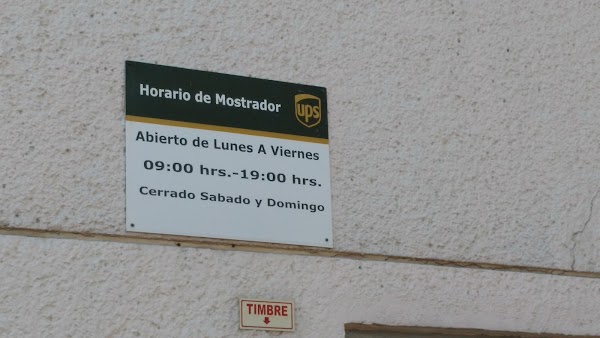 Horario de Mostrador
ups
Abierto de Lunes A Viernes
09:00 hrs.-19:00 hrs.
Cerrado Sabado y Domingo
TIMBRE